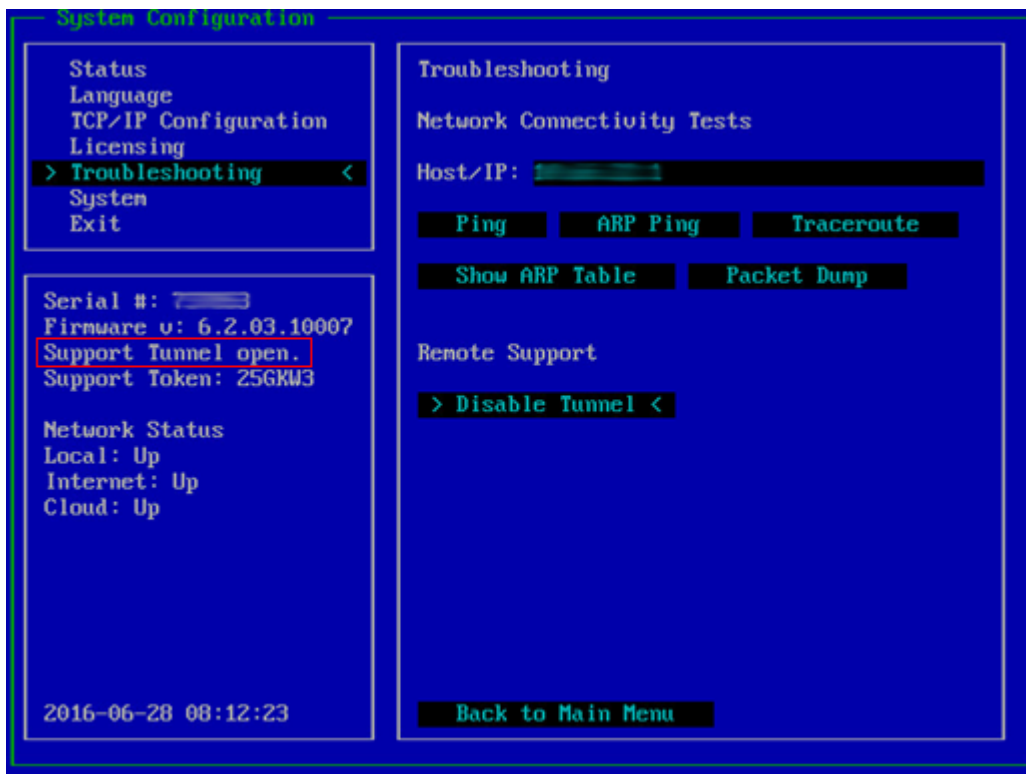 System Configuration
Status
Language
TCP/IP Configuration
Licensing
> Troubleshooting <
System
Exit
Serial #:
Firmware v: 6.2.03.10007
Support Tunnel open.
Support Token: 25GKW3
Network Status
Local: Up
Internet: Up
Cloud: Up
2016-06-28 08:12:23
Troubleshooting
Network Connectivity Tests
Host/IP:
Ping ARP Ping Traceroute
Show ARP Table Packet Dump
Remote Support
> Disable Tunnel <
Back to Main Menu